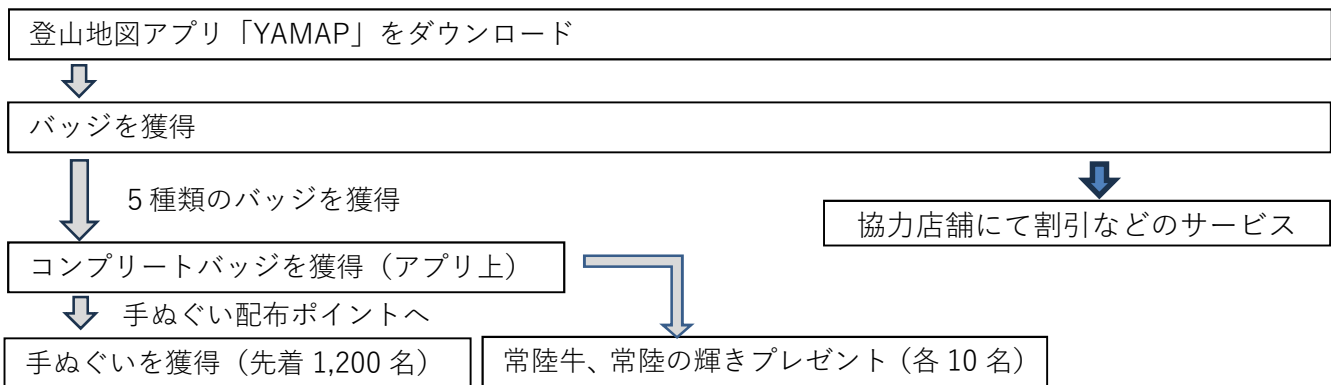 登山地図アプリ「YAMAP」をダウンロード
バッジを獲得
5種類のバッジを獲得
協力店舗にて割引などのサービス
コンプリートバッジを獲得（アプリ上）
手ぬぐい配布ポイントへ
手ぬぐいを獲得（先着 1,200 名）
常陸牛、常陸の輝きプレゼント（各 10 名）